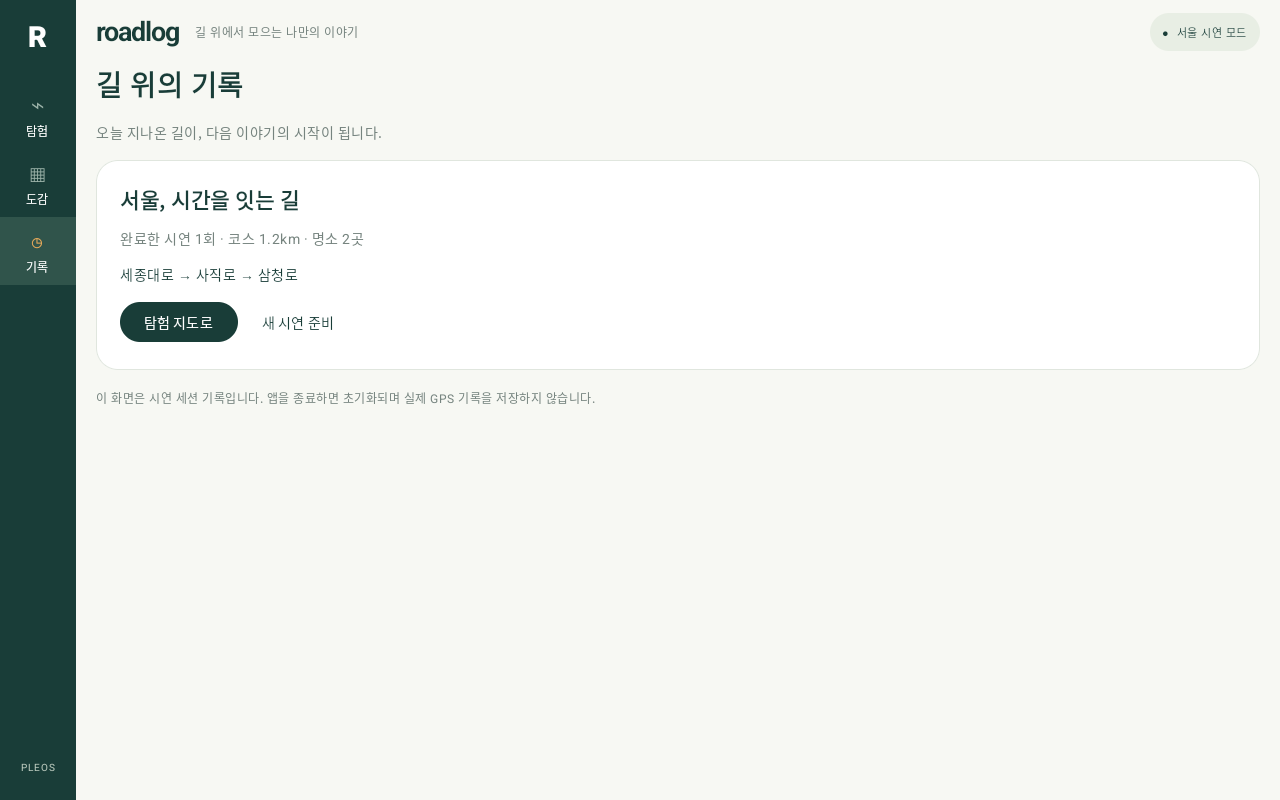 R
탐험
도감
기록
PLEOS
roadlog
길 위에서 모으는 나만의 이야기
● 서울 시연 모드
길 위의 기록
오늘 지나온 길이, 다음 이야기의 시작이 됩니다.
서울, 시간을 잇는 길
완료한 시연 1회 · 코스 1.2km · 명소 2곳
세종대로 → 사직로 → 삼청로
탐험 지도로
새 시연 준비
이 화면은 시연 세션 기록입니다. 앱을 종료하면 초기화되며 실제 GPS 기록을 저장하지 않습니다.